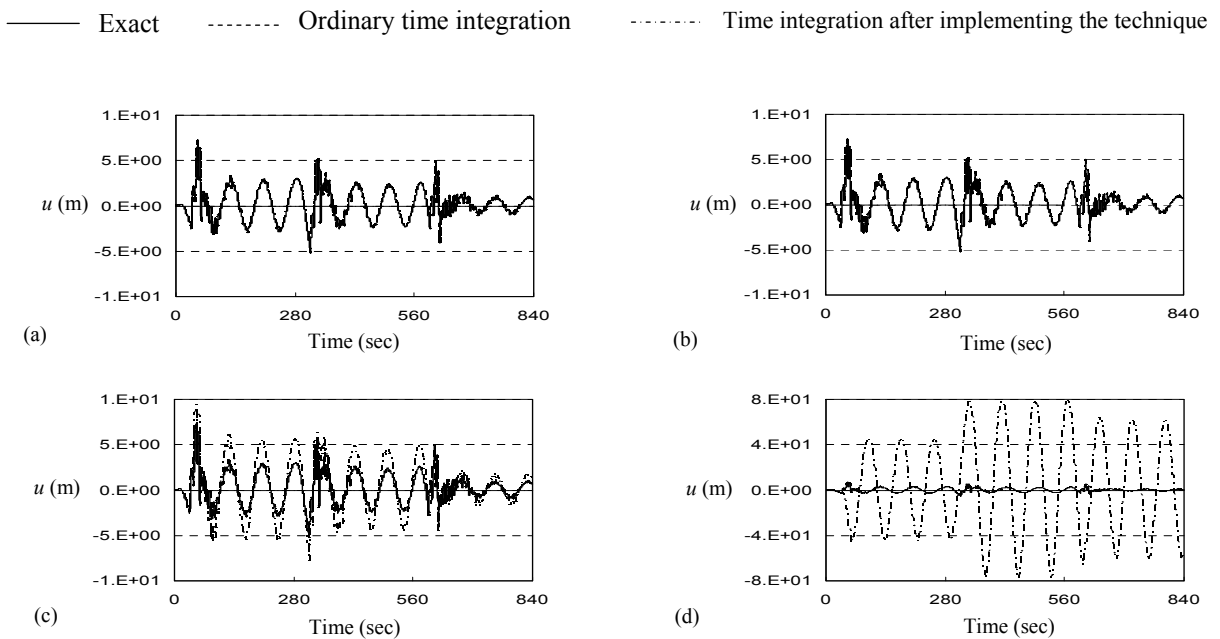 Exact
Ordinary time integration
Time integration after implementing the technique
1.E+01
5.E+00
0.E+00
-5.E+00
-1.E+01
u (m)
0
280
560
840
Time (sec)
(a)
1.E+01
5.E+00
0.E+00
-5.E+00
-1.E+01
u (m)
0
280
560
840
Time (sec)
(b)
1.E+01
5.E+00
0.E+00
-5.E+00
-1.E+01
u (m)
0
280
560
840
Time (sec)
(c)
8.E+01
4.E+01
0.E+00
-4.E+01
-8.E+01
u (m)
0
280
560
840
Time (sec)
(d)